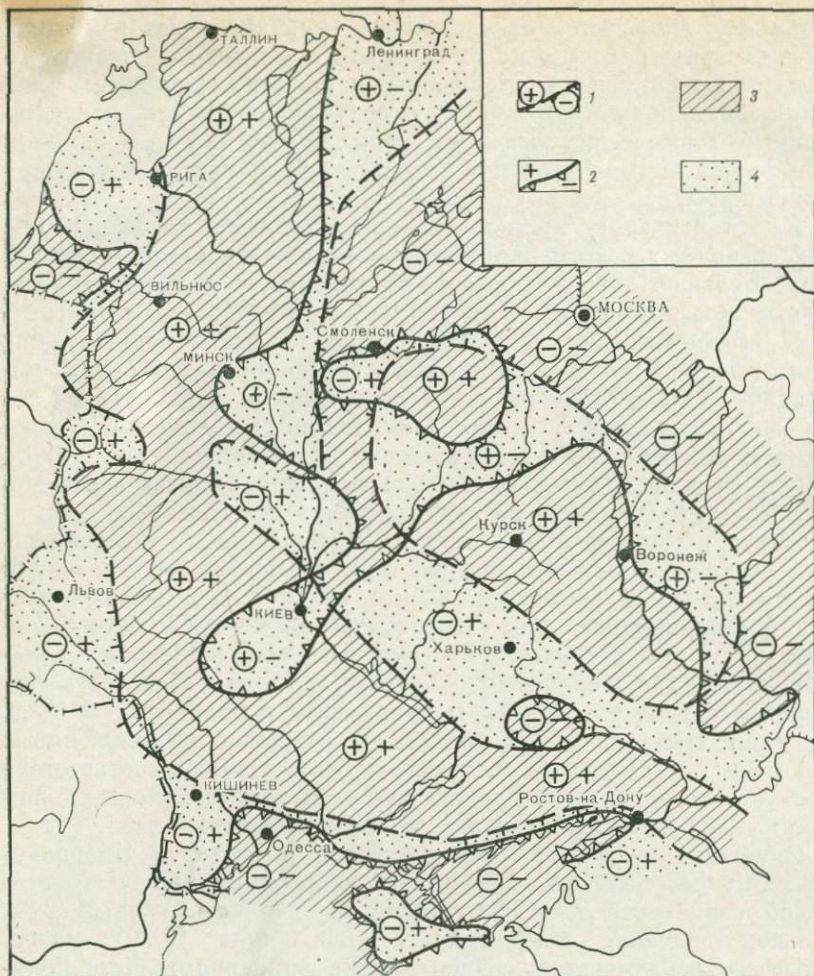 ТАЛЛИН
Ленинград
1
3
2
4
РИГА
ВИЛЬНЮС
МИНСК
Смоленск
МОСКВА
Курск
Воронеж
Львов
КИЕВ
Харьков
КИШИНЕВ
Одесса
Ростов-на-Дону